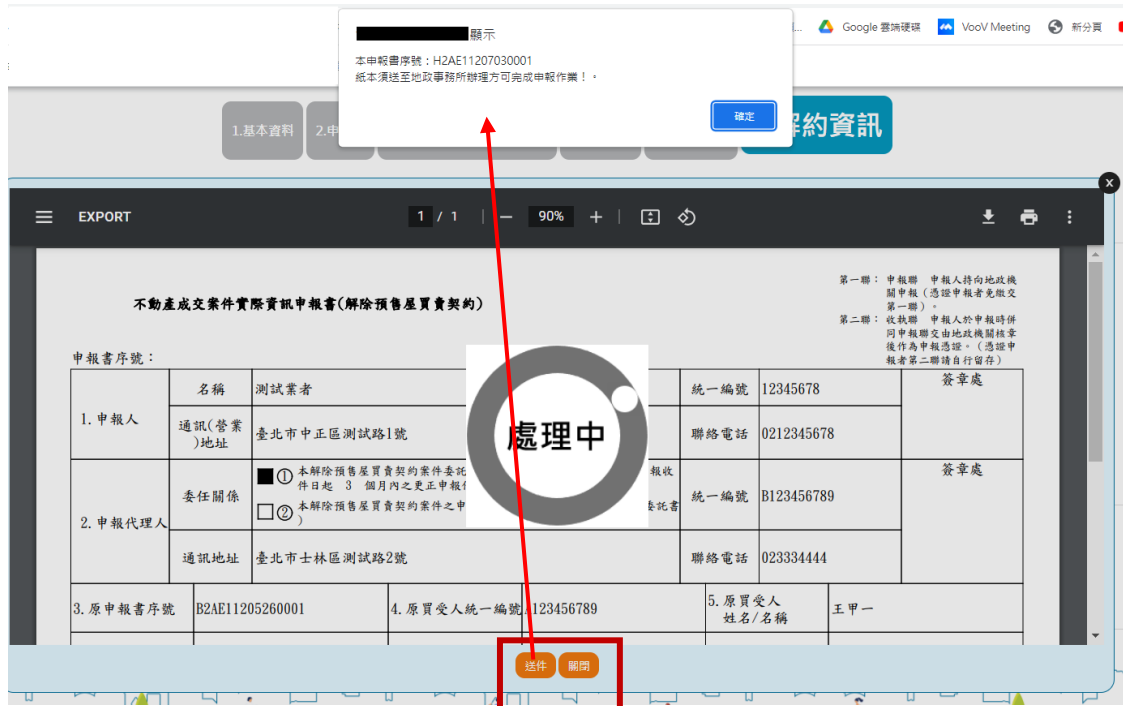 Google 雲端硬碟
VooV Meeting
新分頁
顯示
本申報書序號：H2AE11207030001
紙本須送至地政事務所辦理方可完成申報作業！。
確定
1.基本資料
2.申
解約資訊
X
EXPORT
1 / 1
90%
不動產成交案件實際資訊申報書(解除預售屋買賣契約)
第一聯： 申報聯 申報人持向地政機
關申報（憑證申報者免繳交
第一聯）。
第二聯： 收執聯 申報人於申報時併
同申報聯交由地政機關核章
後作為申報憑證。（憑證申
報者第二聯請自行留存）
申報書序號：
1.申報人
名稱
測試業者
統一編號
12345678
簽章處
通訊(營業
)地址
臺北市中正區測試路1號
聯絡電話
0212345678
處理中
2.申報代理人
委任關係
① 本解除預售屋買賣契約案件委託
報收
件日起 3 個月內之更正申報
② 本解除預售屋買賣契約案件之申
委託書
)
統一編號
B123456789
簽章處
通訊地址
臺北市士林區測試路2號
聯絡電話
023334444
3.原申報書序號
B2AE11205260001
4.原買受人統一編號
123456789
5.原買受人
姓名/名稱
王甲一
送件
關閉